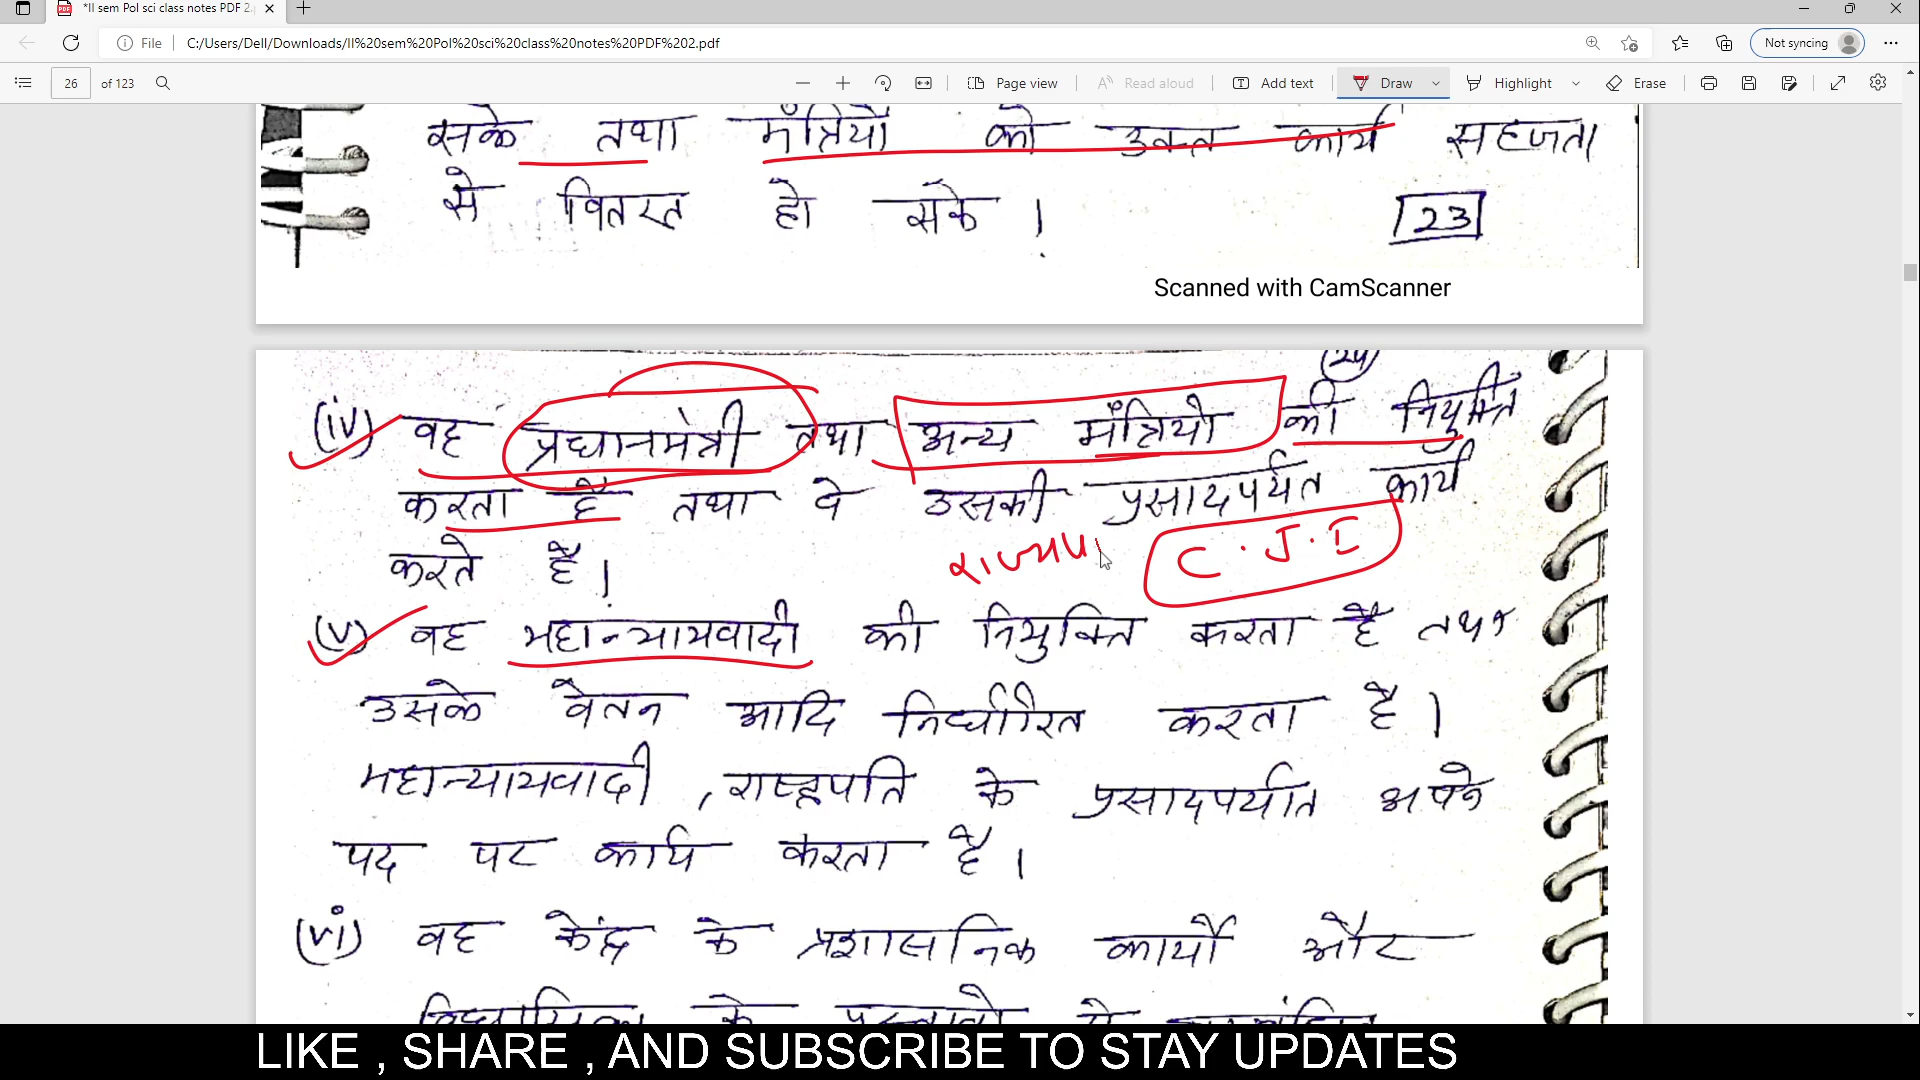 *II sem Pol sci class notes PDF 2.p
File C:/Users/Dell/Downloads/II%20sem%20Pol%20sci%20class%20notes%20PDF%202.pdf Not syncing
26 of 123 Page view Read aloud Add text Draw Highlight Erase
सके तथा मंत्रियों को उक्त कार्य सहजता
से वितरत हो सके ।
23
Scanned with CamScanner
(24)
(iv) वह प्रधानमंत्री तथा अन्य मंत्रियो की नियुक्ति
करता है तथा वे उसकी प्रसादपर्यंत कार्य
करते है ।
राज्यप C.J.I
(v) वह महान्यायवादी की नियुक्ति करता है तथा
उसके वेतन आदि निर्धारित करता है ।
महान्यायवादी , राष्ट्रपति के प्रसादपर्यात अपने
पद पर कार्य करता है ।
(vi) वह केंद्र के प्रशासनिक कार्यों और
LIKE , SHARE , AND SUBSCRIBE TO STAY UPDATES